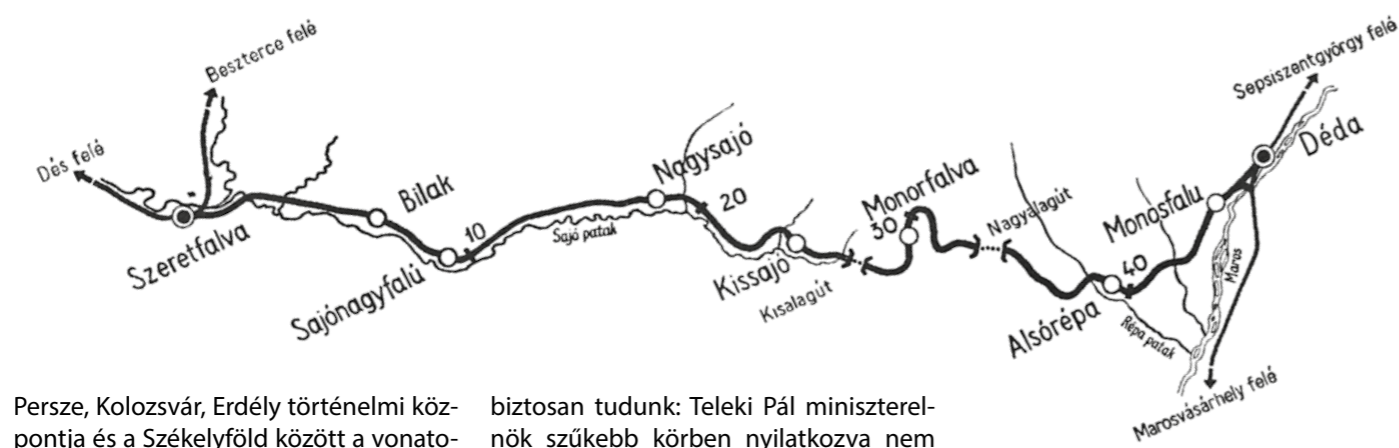 Dés felé
Beszterce felé
Szeretfalva
Bilak
Sajónagyfalú
10
Sajó patak
Nagysajó
20
Kissajó
Kisalagút
30
Monorfalva
Nagyalagút
Alsórépa
40
Répa patak
Monosfalu
Maros
Déda
Sepsiszentgyörgy felé
Marosvásárhely felé
Persze, Kolozsvár, Erdély történelmi köz-
pontja és a Székelyföld között a vonato-
biztosan tudunk: Teleki Pál miniszterel-
nök szűkebb körben nyilatkozva nem